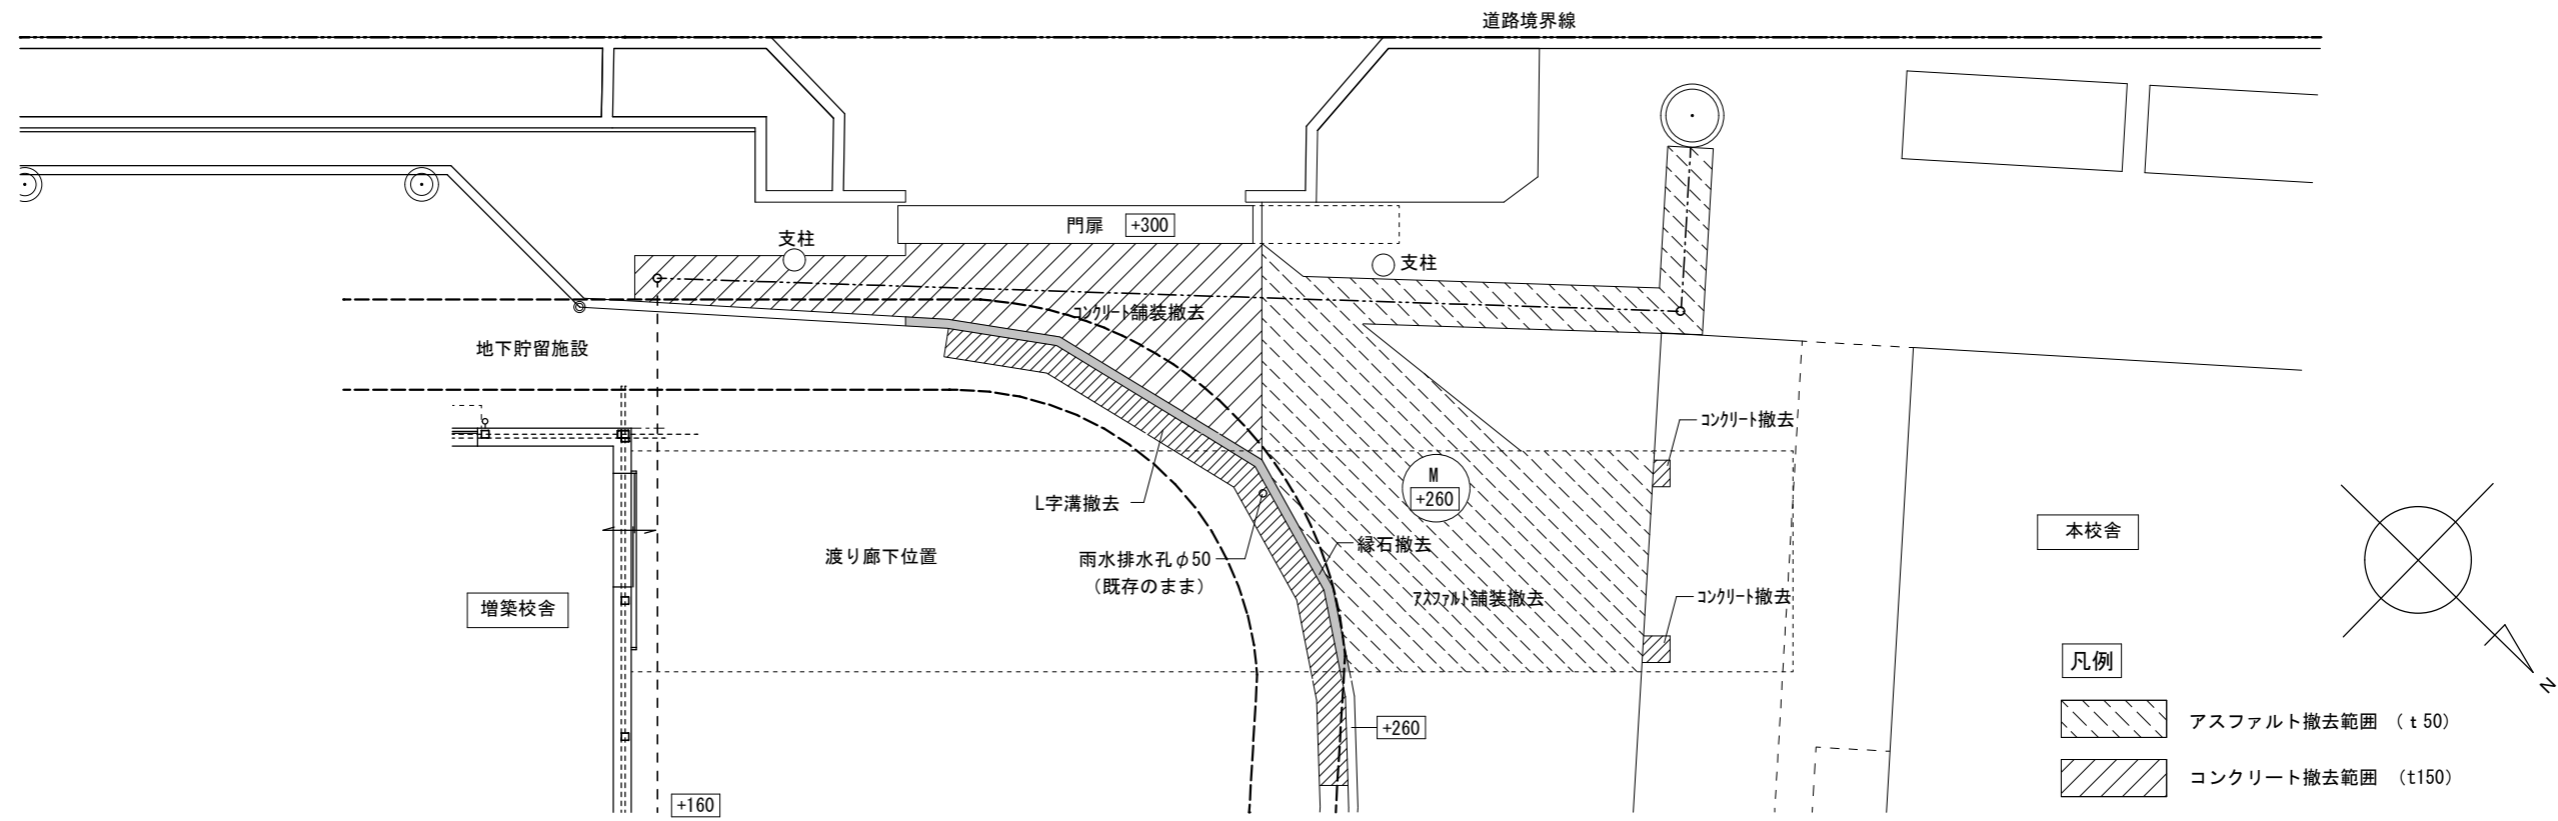 道路境界線
門扉 +300
支柱
支柱
コンクリート舗装撤去
地下貯留施設
コンクリート撤去
M
+260
L字溝撤去
本校舎
縁石撤去
渡り廊下位置
雨水排水孔φ50
（既存のまま）
コンクリート撤去
アスファルト舗装撤去
増築校舎
凡例
N
アスファルト撤去範囲 （ｔ50）
+260
コンクリート撤去範囲 （t150）
+160